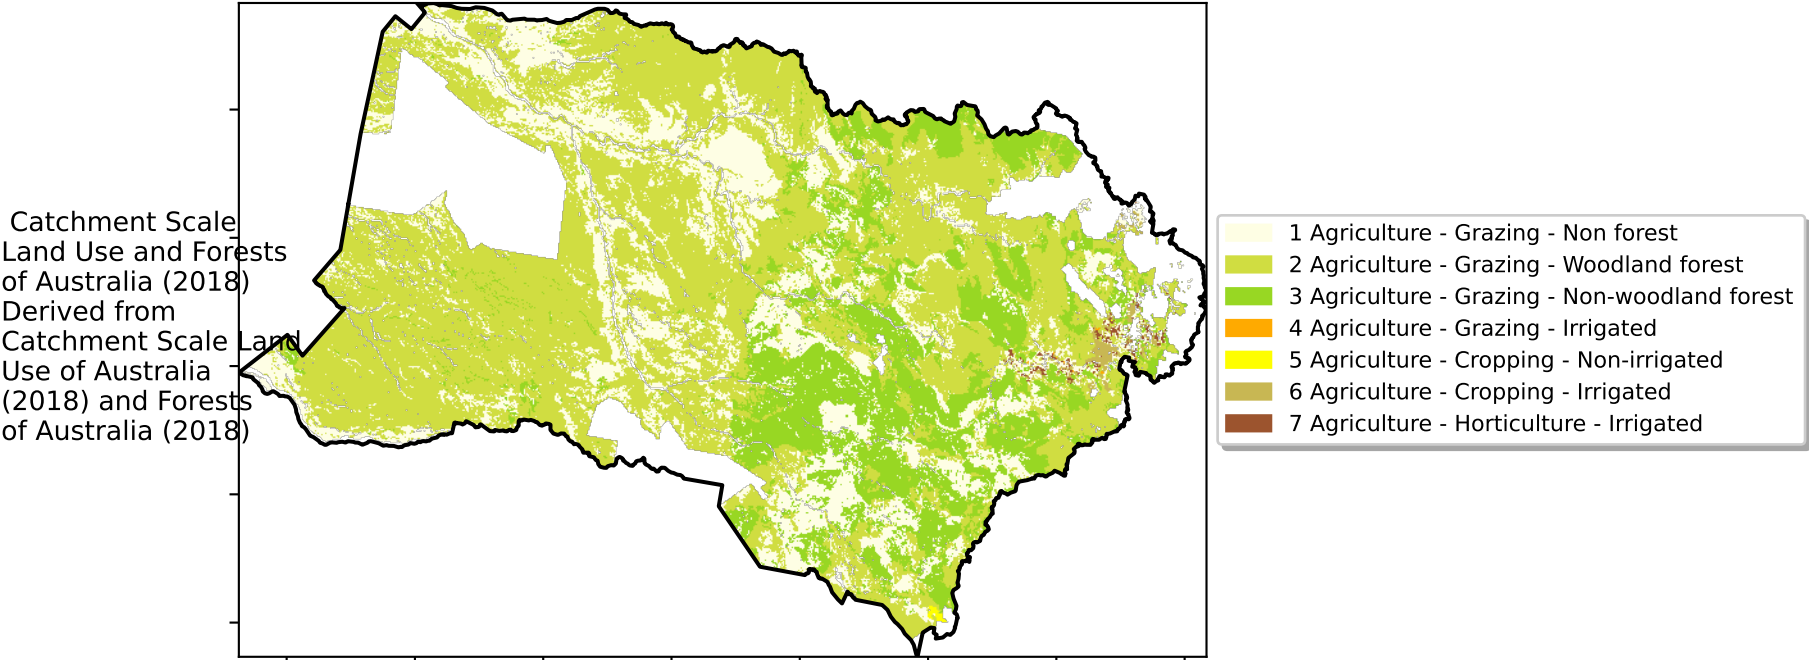 Catchment Scale
Land Use and Forests
of Australia (2018)
Derived from
Catchment Scale Land
Use of Australia
(2018) and Forests
of Australia (2018)
1 Agriculture - Grazing - Non forest
2 Agriculture - Grazing - Woodland forest
3 Agriculture - Grazing - Non-woodland forest
4 Agriculture - Grazing - Irrigated
5 Agriculture - Cropping - Non-irrigated
6 Agriculture - Cropping - Irrigated
7 Agriculture - Horticulture - Irrigated